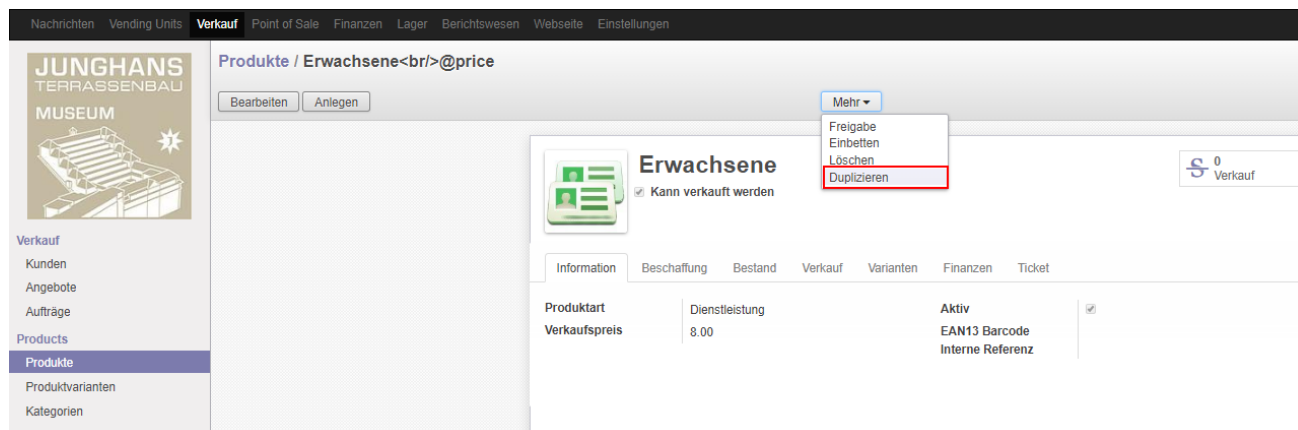 Nachrichten Vending Units Verkauf Point of Sale Finanzen Lager Berichtswesen Webseite Einstellungen
JUNGHANS
TERRASSENBAU
MUSEUM
Produkte / Erwachsene<br/>@price
Bearbeiten Anlegen Mehr
Freigabe
Einbetten
Löschen
Duplizieren
Erwachsene
Kann verkauft werden
0
Verkauf
Verkauf
Kunden
Angebote
Aufträge
Products
Produkte
Produktvarianten
Kategorien
Information Beschaffung Bestand Verkauf Varianten Finanzen Ticket
Produktart Dienstleistung
Verkaufspreis 8.00
Aktiv
EAN13 Barcode
Interne Referenz